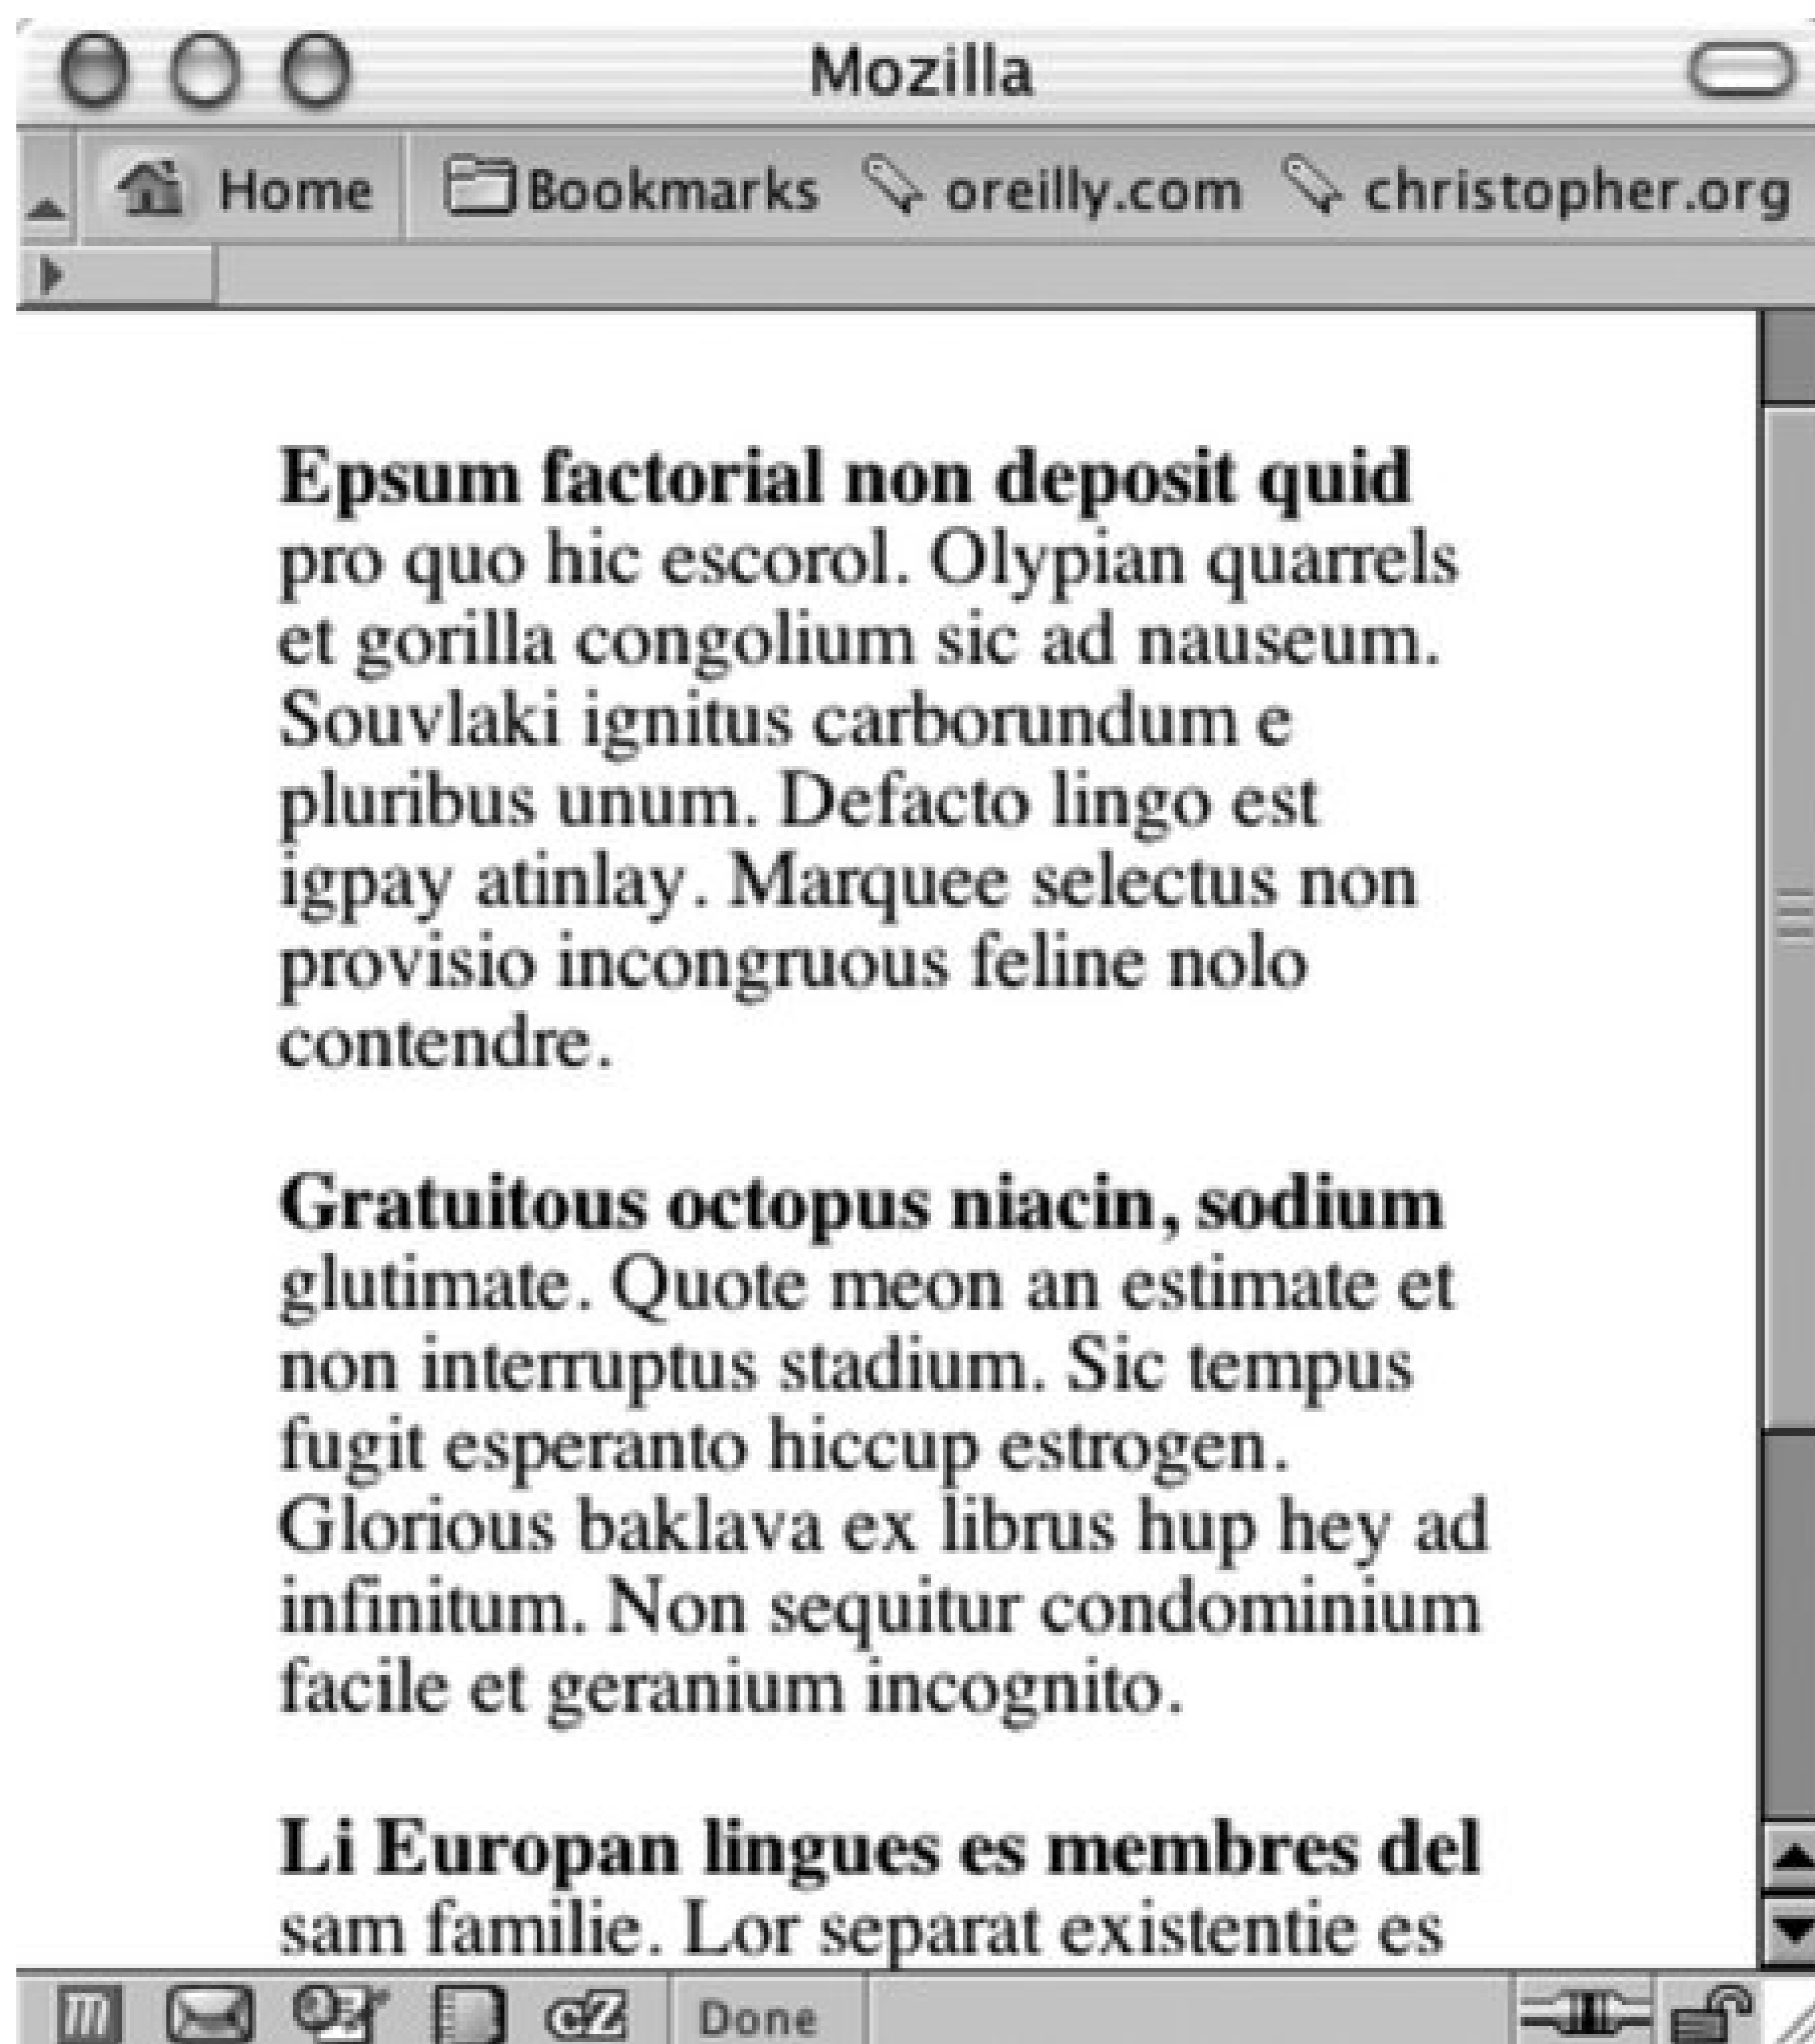 Mozilla
Home Bookmarks oreilly.com christopher.org
Epsum factorial non deposit quid
pro quo hic escorol. Olypian quarrels
et gorilla congolium sic ad nauseum.
Souvlaki ignitus carborundum e
pluribus unum. Defacto lingo est
igpay atinlay. Marquee selectus non
provisio incongruous feline nolo
contendre.
Gratuitous octopus niacin, sodium
glutimate. Quote meon an estimate et
non interruptus stadium. Sic tempus
fugit esperanto hiccup estrogen.
Glorious baklava ex librus hup hey ad
infinitum. Non sequitur condominium
facile et geranium incognito.
Li Europan lingues es membres del
sam familie. Lor separat existentie es
m cZ Done